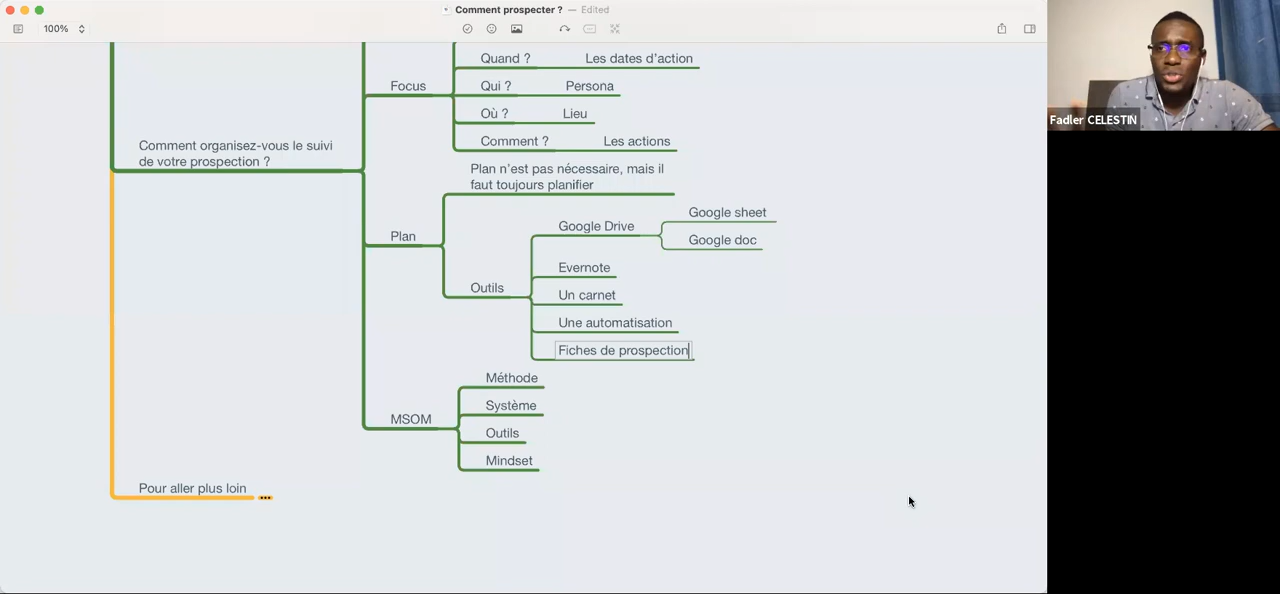 Comment prospecter ? — Edited
100%
Quand ? Les dates d'action
Focus
Qui ? Persona
Où ? Lieu
Comment ? Les actions
Comment organisez-vous le suivi
de votre prospection ?
Plan n'est pas nécessaire, mais il
faut toujours planifier
Plan
Google Drive
Google sheet
Google doc
Outils
Evernote
Un carnet
Une automatisation
Fiches de prospection
MSOM
Méthode
Système
Outils
Mindset
Pour aller plus loin
Fadler CELESTIN